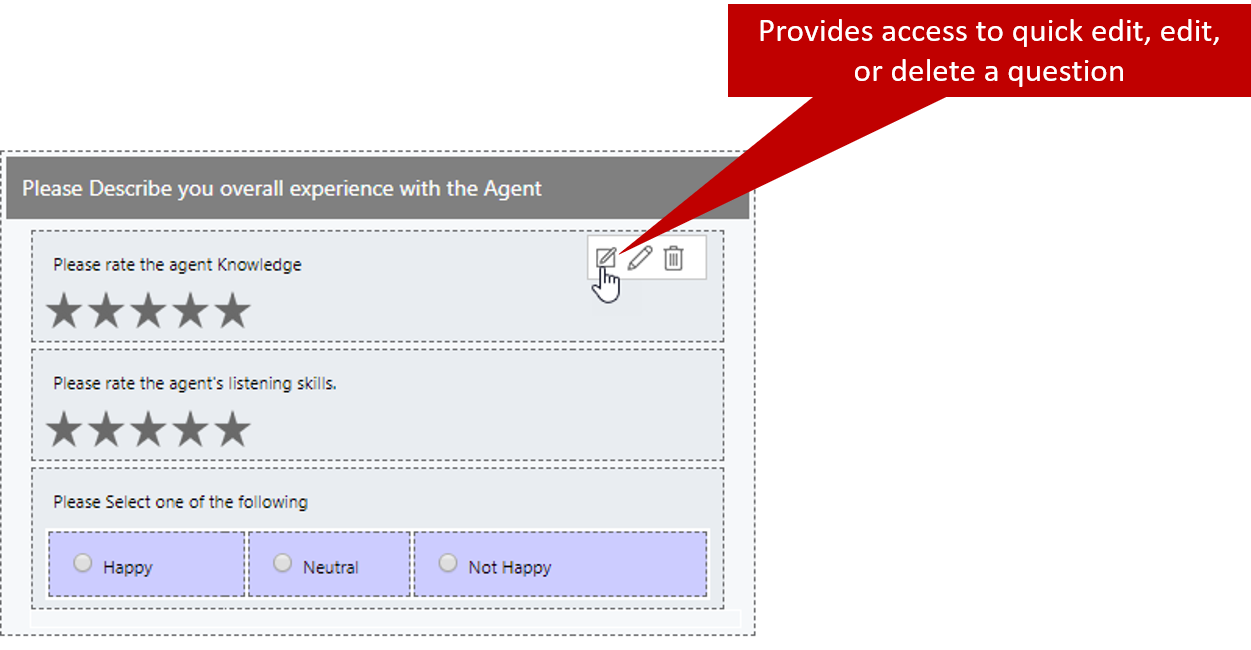 Provides access to quick edit, edit,
or delete a question
Please Describe you overall experience with the Agent
Please rate the agent Knowledge
Please rate the agent's listening skills.
Please Select one of the following
Happy
Neutral
Not Happy